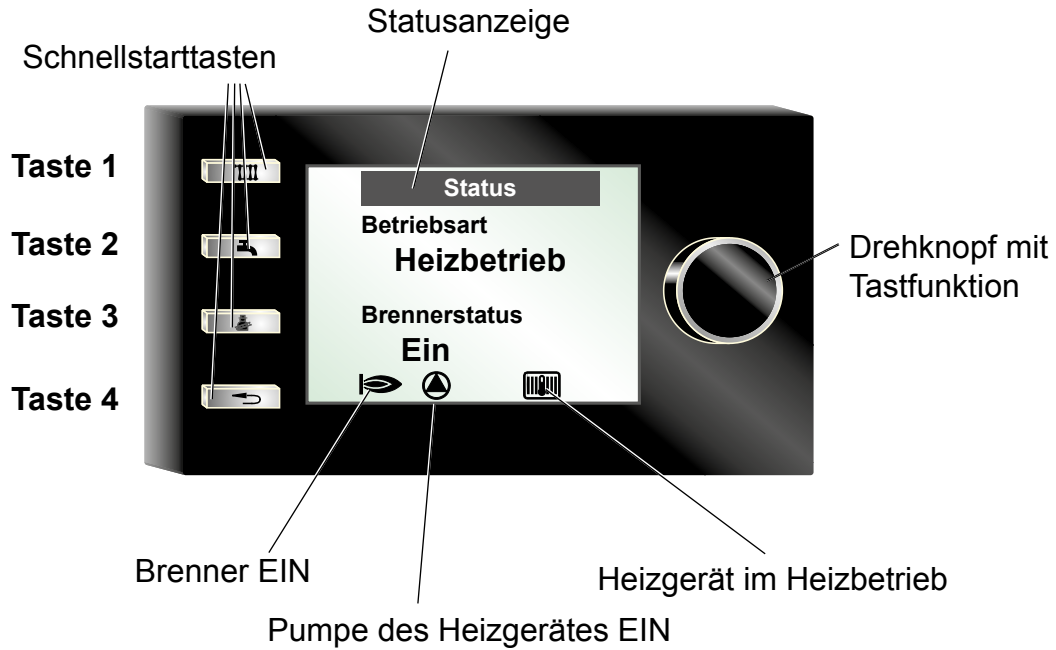 Statusanzeige
Schnellstarttasten
Taste 1
Taste 2
Taste 3
Taste 4
Status
Betriebsart
Heizbetrieb
Brennerstatus
Ein
Drehknopf mit
Tastfunktion
Brenner EIN
Heizgerät im Heizbetrieb
Pumpe des Heizgerätes EIN